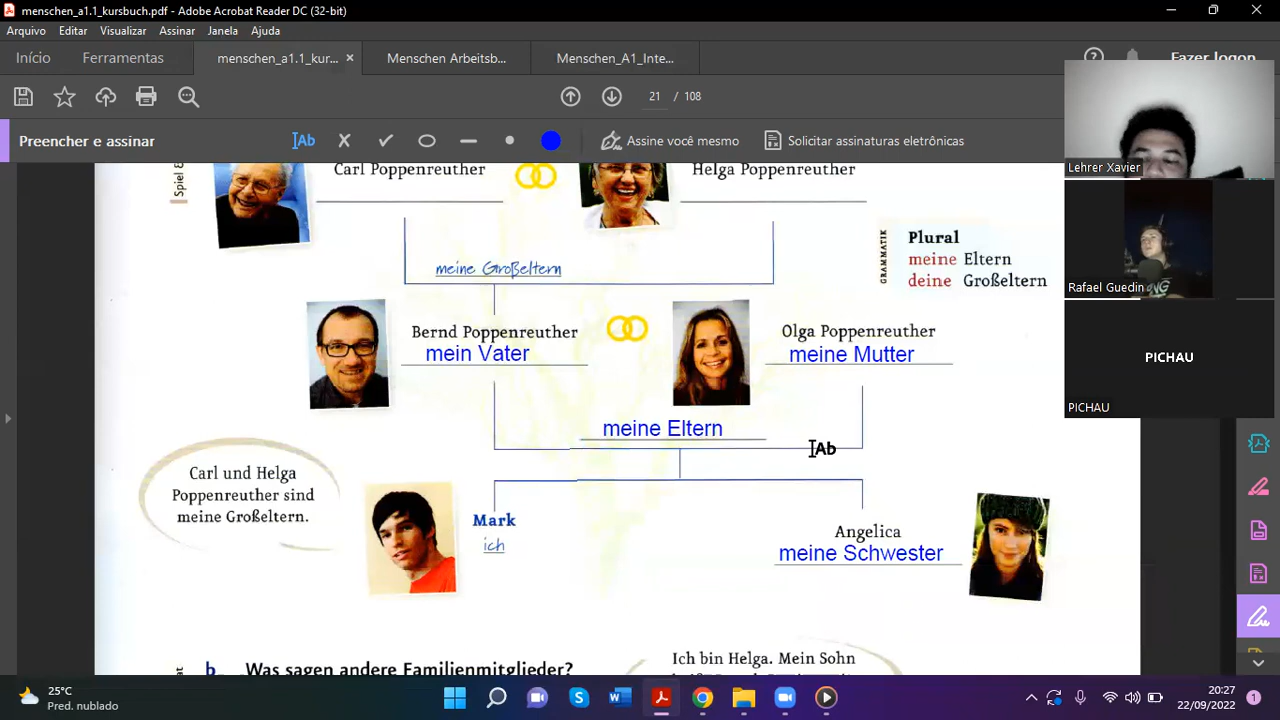 menschen_a1.1_kursbuch.pdf - Adobe Acrobat Reader DC (32-bit)
Arquivo Editar Visualizar Assinar Janela Ajuda
Início Ferramentas menschen_a1.1_kur... × Menschen Arbeitsb... Menschen_A1_Inte... Fazer logon
21 / 108
Preencher e assinar Ab Assine você mesmo Solicitar assinaturas eletrônicas
Lehrer Xavier
Rafael Guedin
PICHAU
PICHAU
Spiel &
Carl Poppenreuther Helga Poppenreuther
meine Großeltern
GRAMMATIK
Plural
meine Eltern
deine Großeltern
Bernd Poppenreuther Olga Poppenreuther
mein Vater meine Mutter
meine Eltern
Ab
Carl und Helga
Poppenreuther sind
meine Großeltern.
Mark
ich
Angelica
meine Schwester
b Was sagen andere Familienmitglieder?
Ich bin Helga. Mein Sohn
25°C
Pred. nublado
20:27
22/09/2022
1